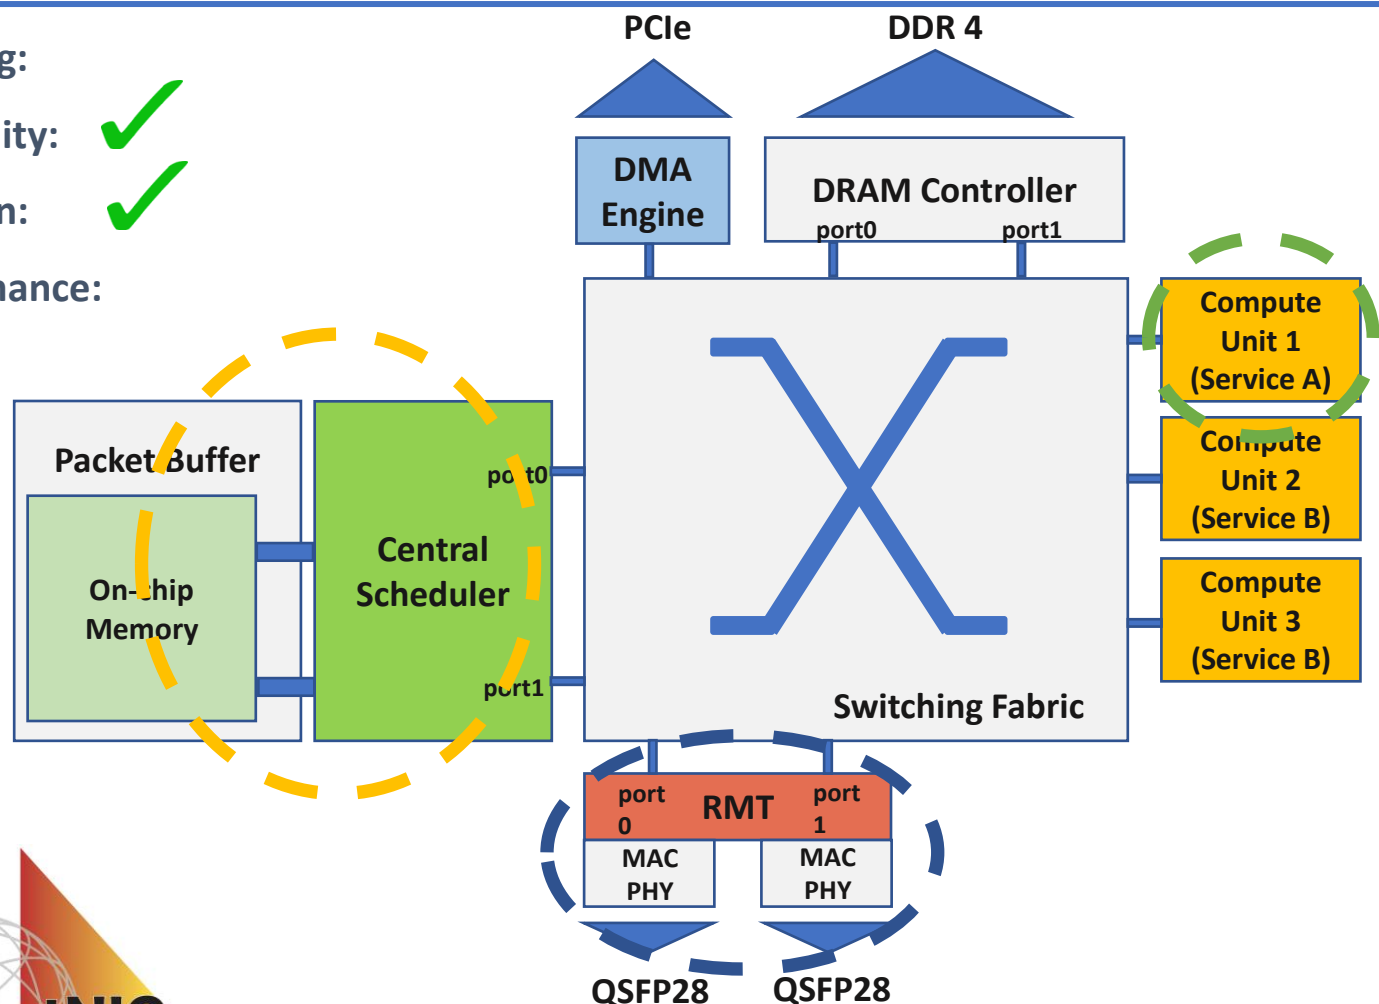 g:
ity:
n:
nance:
PCIe
DDR 4
DMA
Engine
DRAM Controller
port0
port1
Compute
Unit 1
(Service A)
Compute
Unit 2
(Service B)
Compute
Unit 3
(Service B)
Packet Buffer
On-chip
Memory
Central
Scheduler
port0
port1
Switching Fabric
port
0
RMT
port
1
MAC
PHY
MAC
PHY
QSFP28
QSFP28